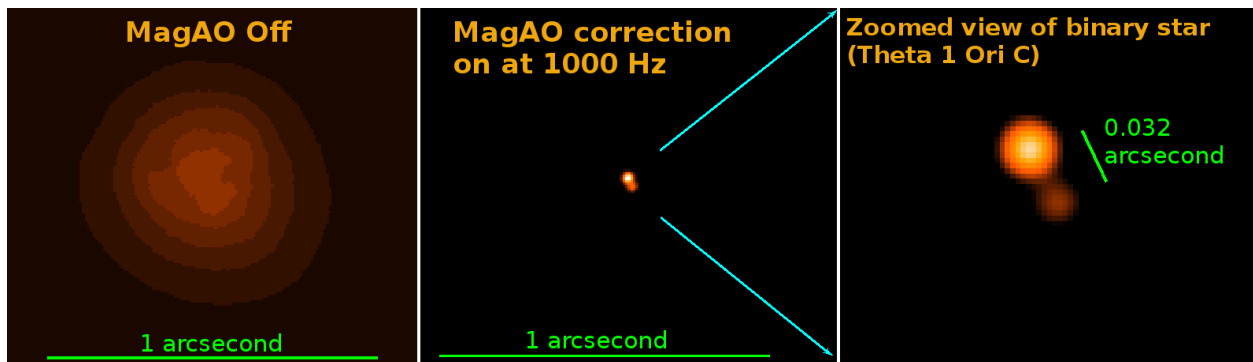 MagAO Off
1 arcsecond
MagAO correction
on at 1000 Hz
1 arcsecond
Zoomed view of binary star
(Theta 1 Ori C)
0.032
arcsecond